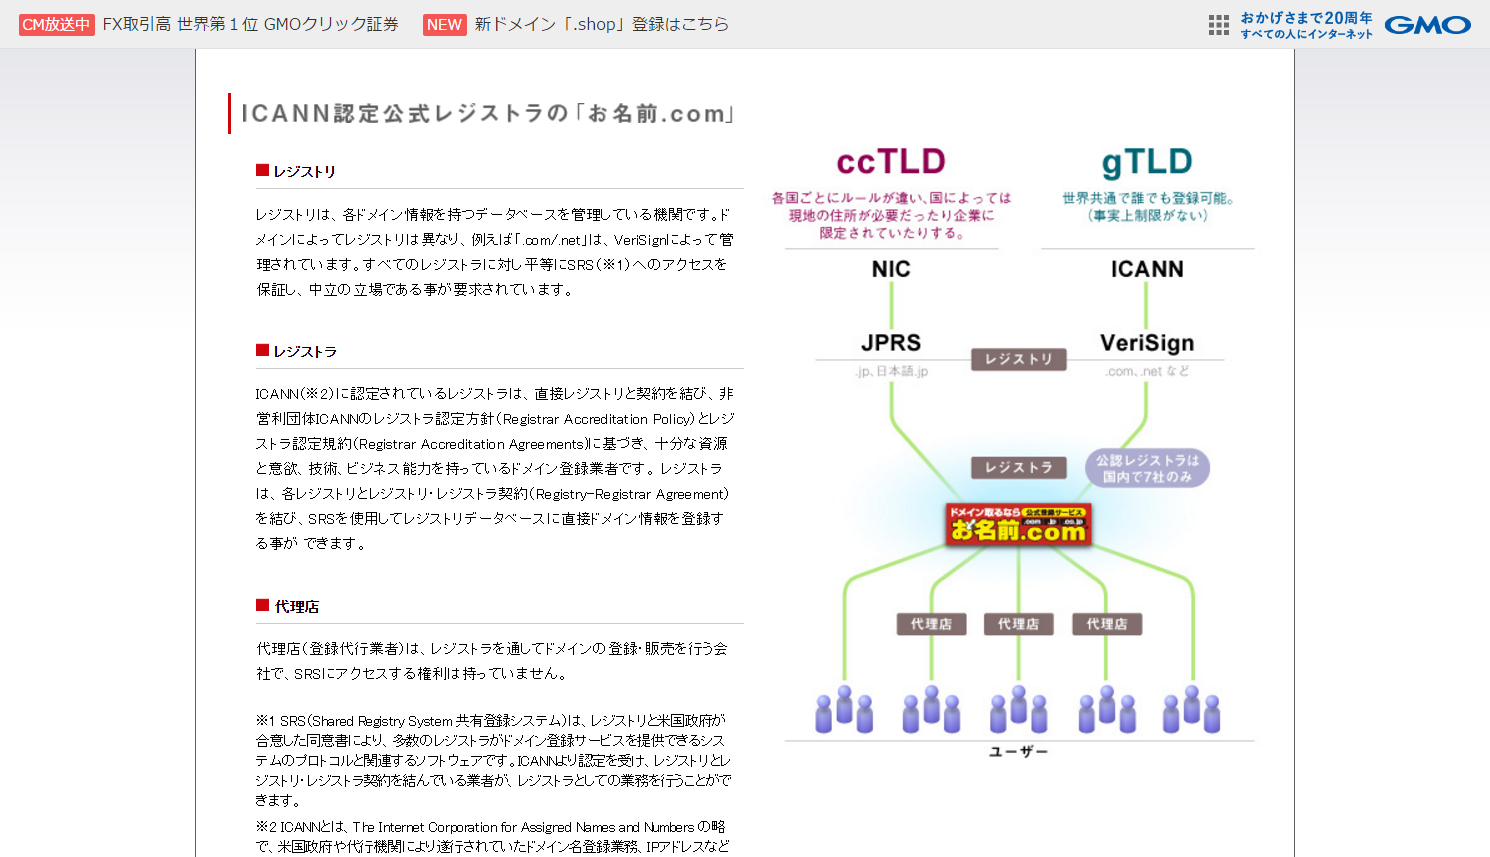 CM放送中 FX取引高 世界第１位 GMOクリック証券 NEW 新ドメイン「.shop」登録はこちら
おかげさまで20周年
すべての人にインターネット
GMO
ICANN認定公式レジストラの「お名前.com」
レジストリ
レジストリは、各ドメイン情報を持つデータベースを管理している機関です。ド
メインによってレジストリは異なり、例えば「.com/.net」は、VeriSignによって管
理されています。すべてのレジストラに対し平等にSRS（※1）へのアクセスを
保証し、中立の立場である事が要求されています。
レジストラ
ICANN（※2）に認定されているレジストラは、直接レジストリと契約を結び、非
営利団体ICANNのレジストラ認定方針（Registrar Accreditation Policy）とレジ
ストラ認定規約（Registrar Accreditation Agreements)に基づき、十分な資源
と意欲、技術、ビジネス能力を持っているドメイン登録業者です。レジストラ
は、各レジストリとレジストリ・レジストラ契約（Registry-Registrar Agreement）
を結び、SRSを使用してレジストリデータベースに直接ドメイン情報を登録す
る事が できます。
代理店
代理店（登録代行業者）は、レジストラを通してドメインの登録・販売を行う会
社で、SRSにアクセスする権利は持っていません。
※1 SRS（Shared Registry System 共有登録システム）は、レジストリと米国政府が
合意した同意書により、多数のレジストラがドメイン登録サービスを提供できるシス
テムのプロトコルと関連するソフトウェアです。ICANNより認定を受け、レジストリとレ
ジストリ・レジストラ契約を結んでいる業者が、レジストラとしての業務を行うことがで
きます。
※2 ICANNとは、The Internet Corporation for Assigned Names and Numbers の略
で、米国政府や代行機関により遂行されていたドメイン名登録業務、IPアドレスなど
ccTLD
各国ごとにルールが違い、国によっては
現地の住所が必要だったり企業に
限定されていたりする。
gTLD
世界共通で誰でも登録可能。
（事実上制限がない）
NIC
ICANN
JPRS
レジストリ
VeriSign
.jp、日本語.jp
.com、.net など
レジストラ
公認レジストラは
国内で7社のみ
ドメイン取るなら 公式登録サービス
お名前.com
.com .jp .co.jp
代理店 代理店 代理店
ユーザー